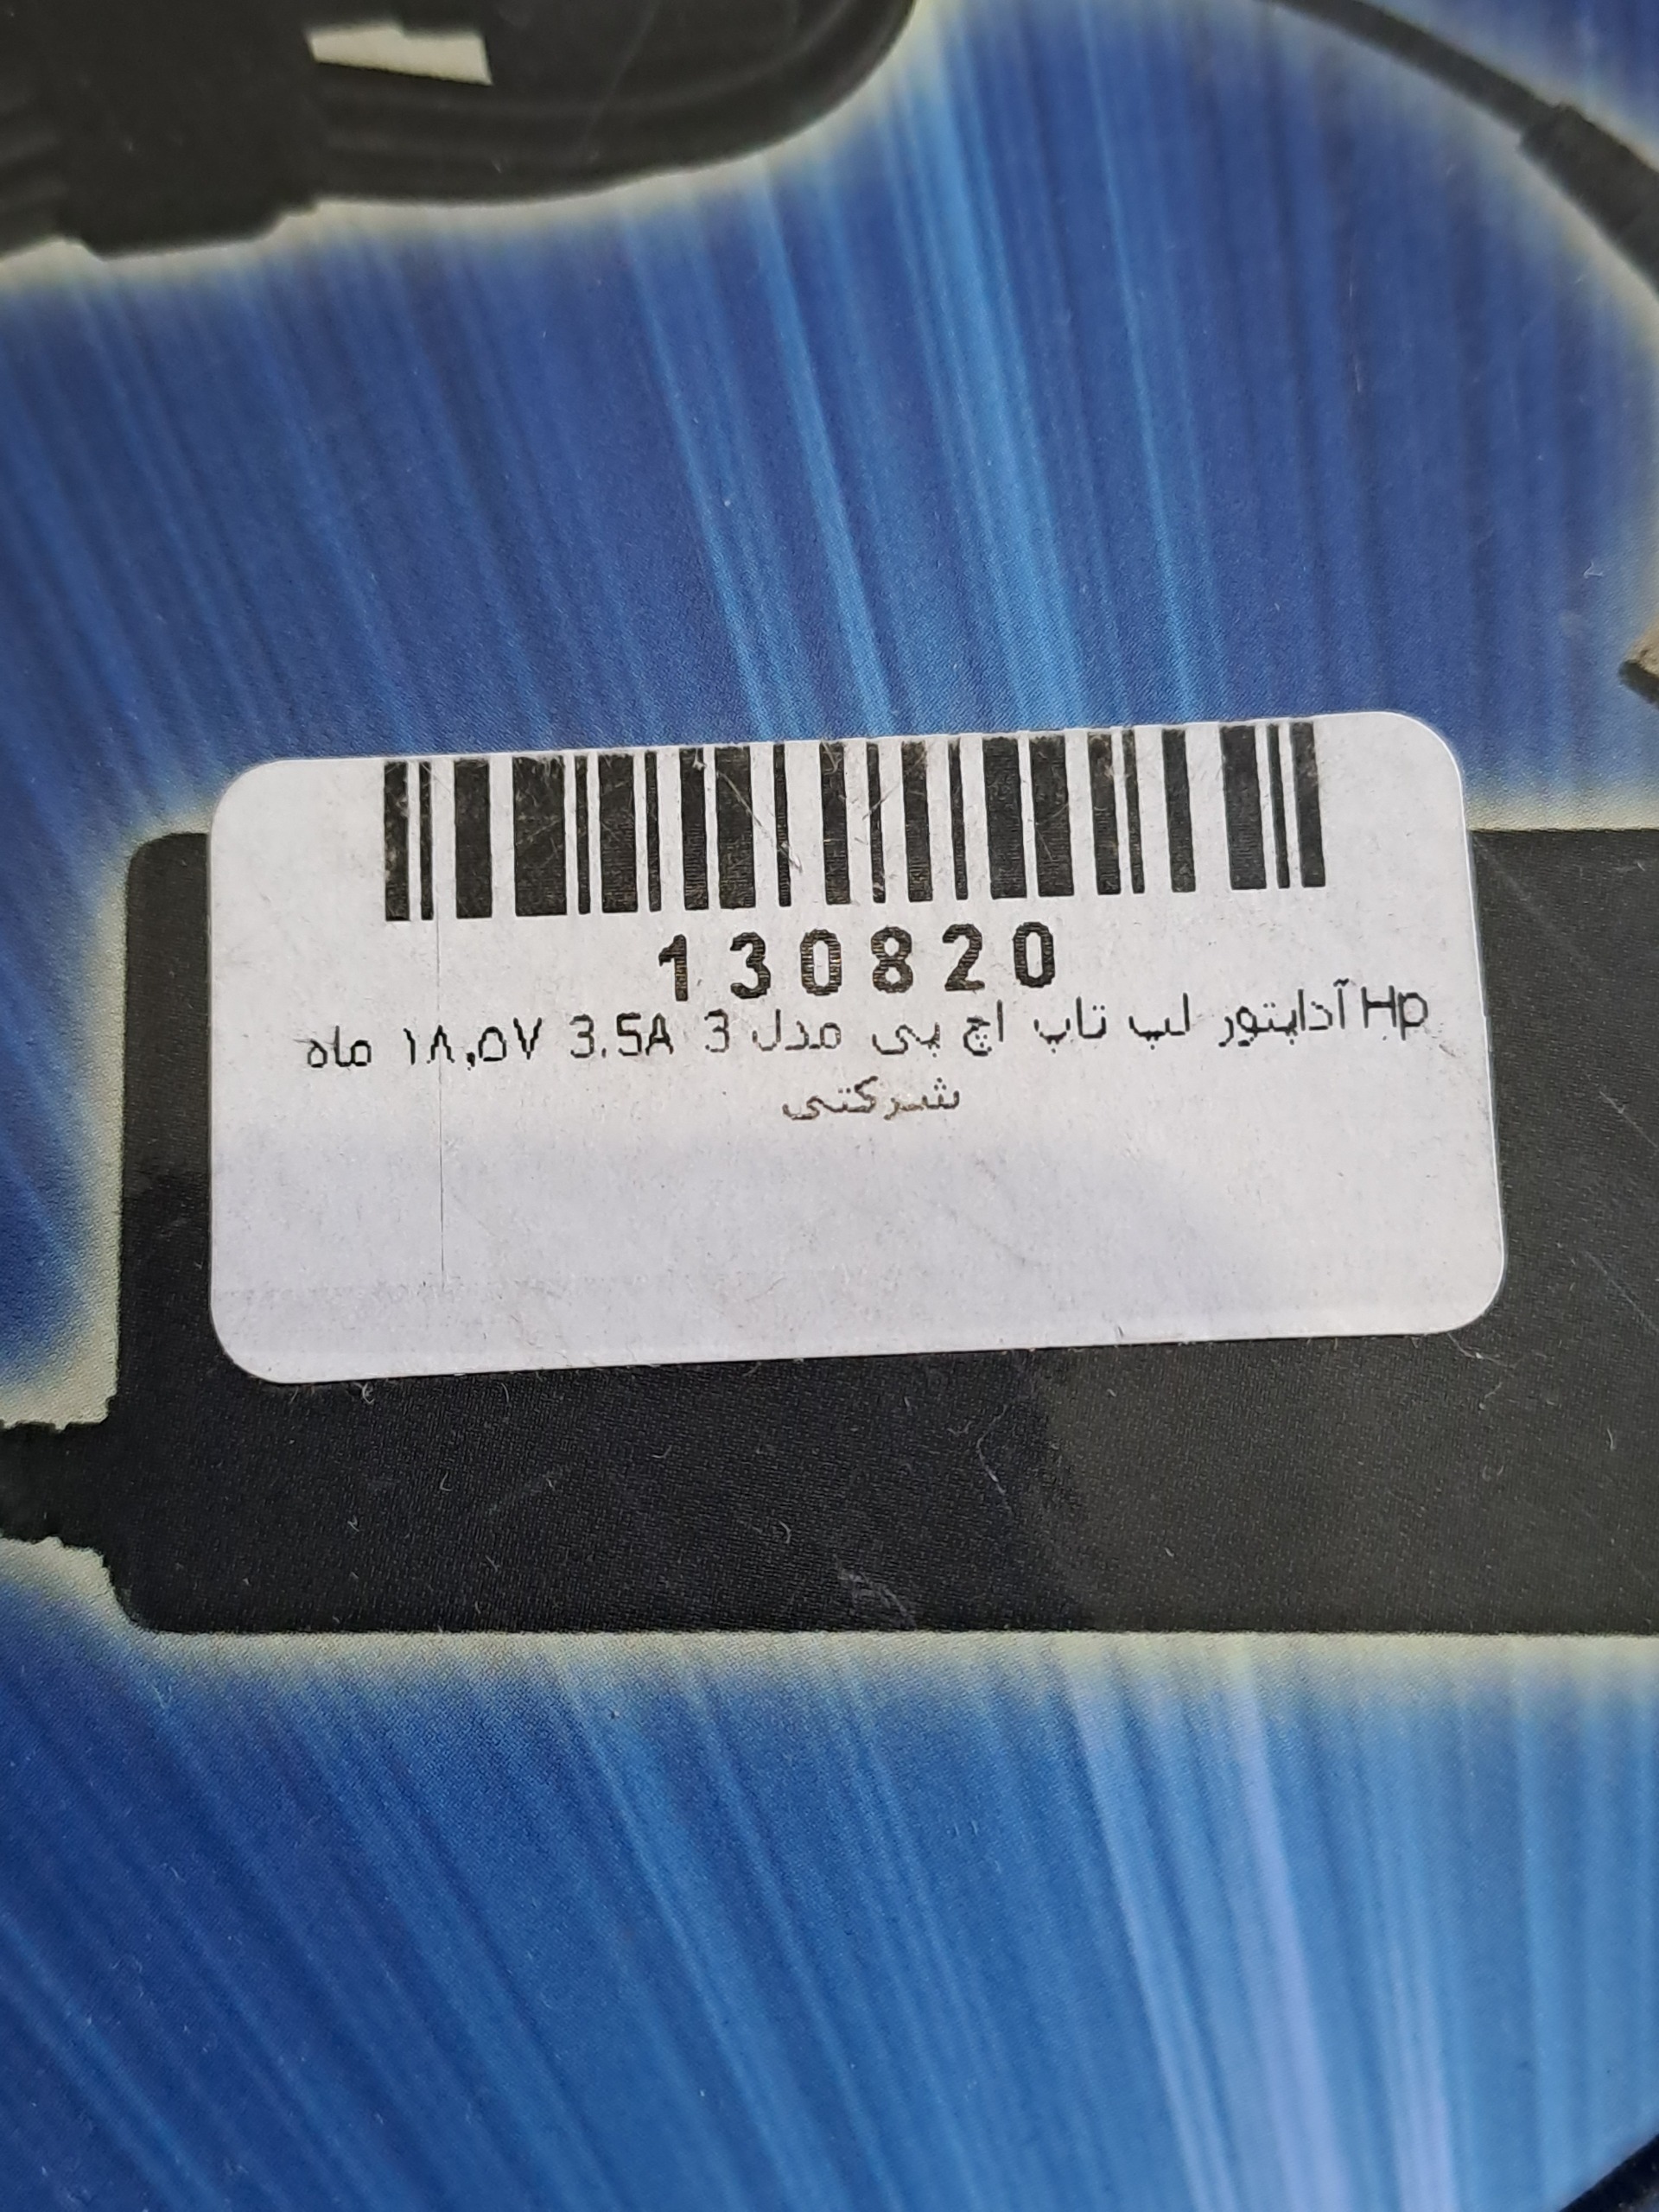 130820
Hp آداپتور لپ تاپ اچ پی مدل 3 ۱۸,۵V 3.5A ماه
شرکتی